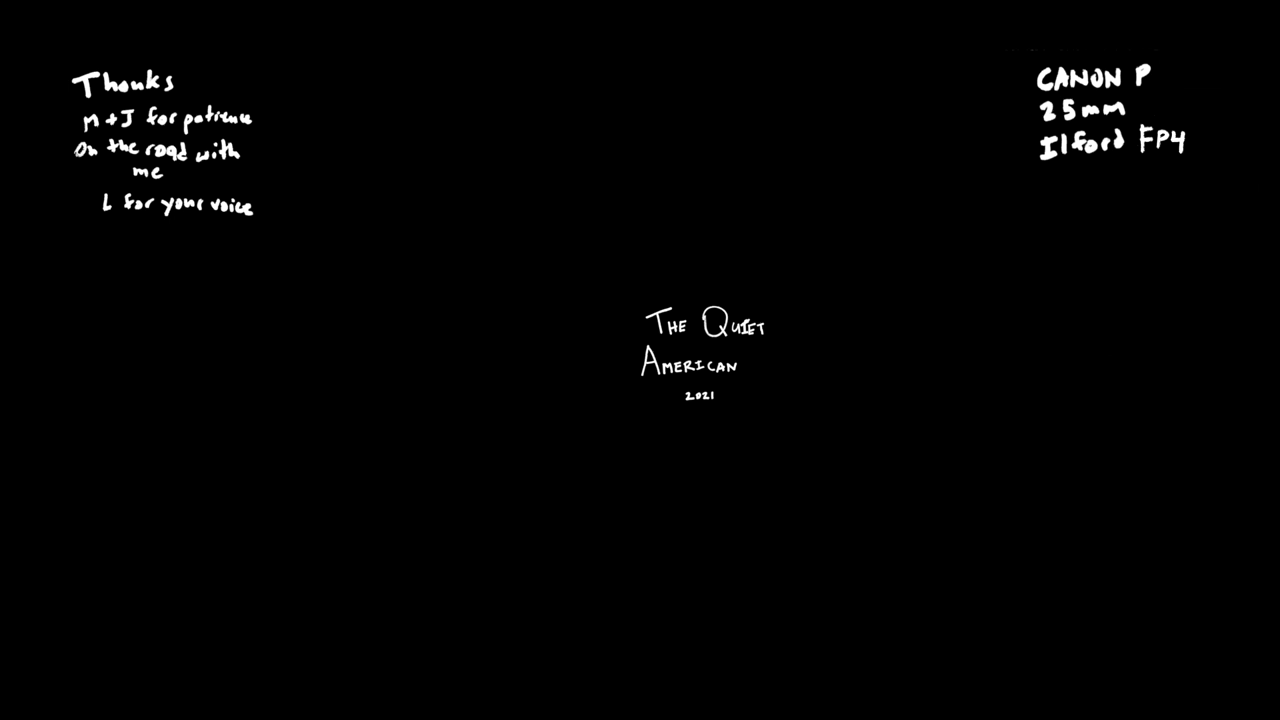 Thanks
M + J for patience
On the road with
me
L for your voice
CANON P
25mm
Ilford FP4
THE QUIET
AMERICAN
2021